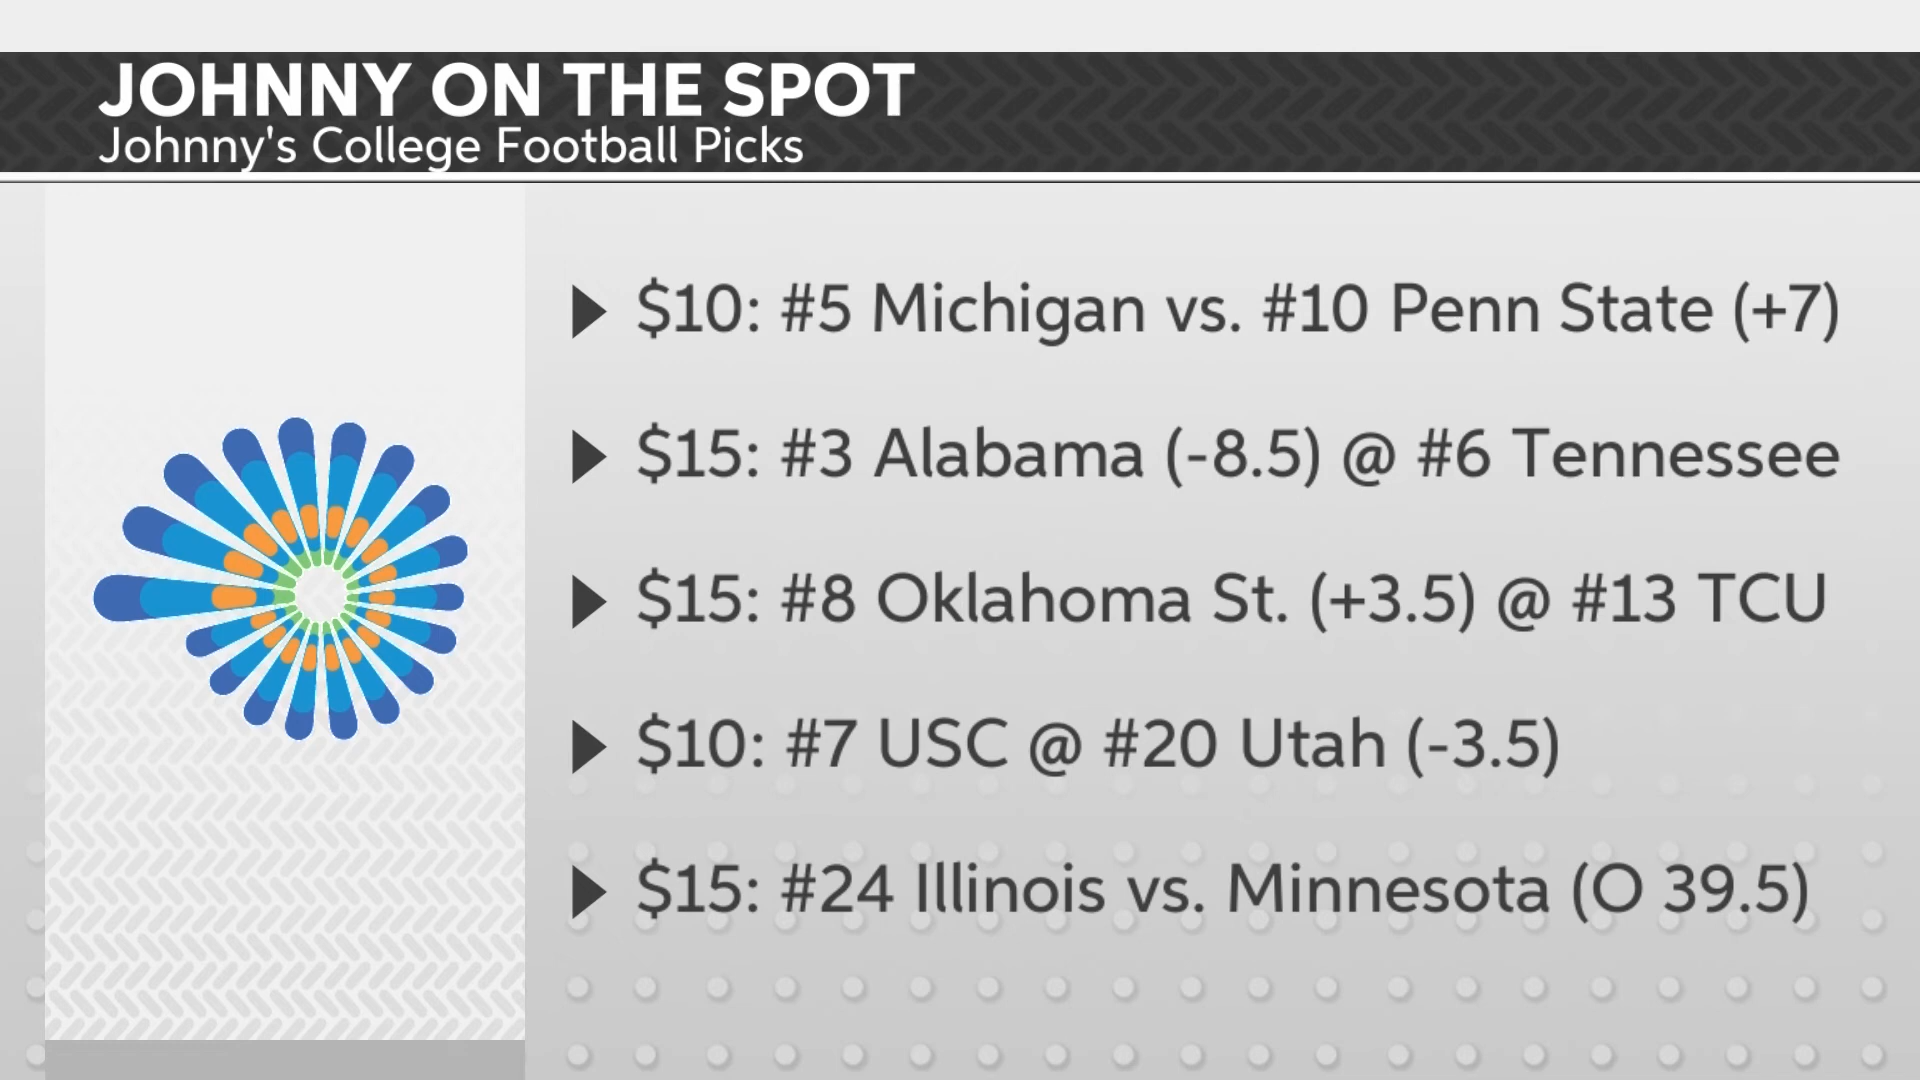 JOHNNY ON THE SPOT
Johnny's College Football Picks
$10: #5 Michigan vs. #10 Penn State (+7)
$15: #3 Alabama (-8.5) @ #6 Tennessee
$15: #8 Oklahoma St. (+3.5) @ #13 TCU
$10: #7 USC @ #20 Utah (-3.5)
$15: #24 Illinois vs. Minnesota (O 39.5)